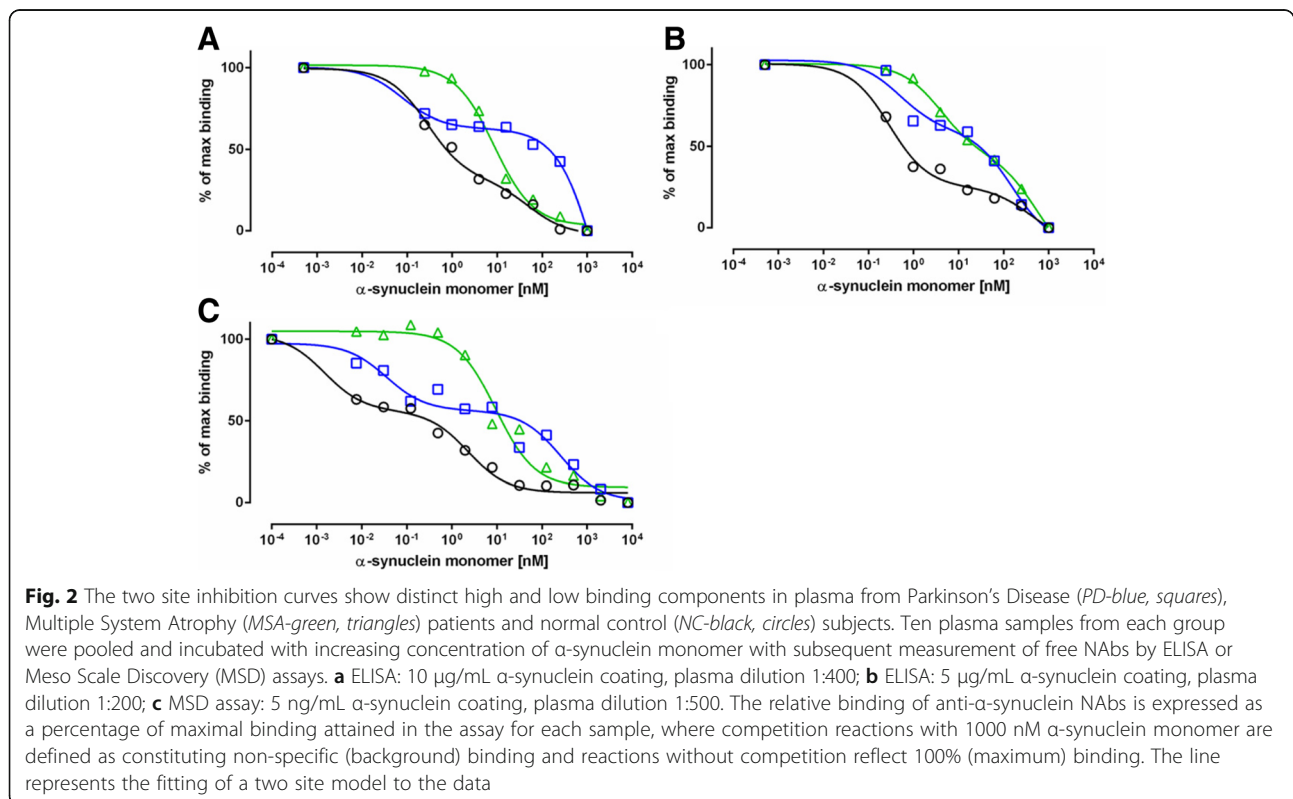 A
% of max binding
100
50
0
10-4 10-3 10-2 10-1 100 101 102 103 104
α-synuclein monomer [nM]
B
% of max binding
100
50
0
10-4 10-3 10-2 10-1 100 101 102 103 104
α-synuclein monomer [nM]
C
% of max binding
100
50
0
10-4 10-3 10-2 10-1 100 101 102 103 104
α-synuclein monomer [nM]
Fig. 2 The two site inhibition curves show distinct high and low binding components in plasma from Parkinson's Disease (PD-blue, squares),
Multiple System Atrophy (MSA-green, triangles) patients and normal control (NC-black, circles) subjects. Ten plasma samples from each group
were pooled and incubated with increasing concentration of α-synuclein monomer with subsequent measurement of free NAbs by ELISA or
Meso Scale Discovery (MSD) assays. a ELISA: 10 μg/mL α-synuclein coating, plasma dilution 1:400; b ELISA: 5 μg/mL α-synuclein coating, plasma
dilution 1:200; c MSD assay: 5 ng/mL α-synuclein coating, plasma dilution 1:500. The relative binding of anti-α-synuclein NAbs is expressed as
a percentage of maximal binding attained in the assay for each sample, where competition reactions with 1000 nM α-synuclein monomer are
defined as constituting non-specific (background) binding and reactions without competition reflect 100% (maximum) binding. The line
represents the fitting of a two site model to the data